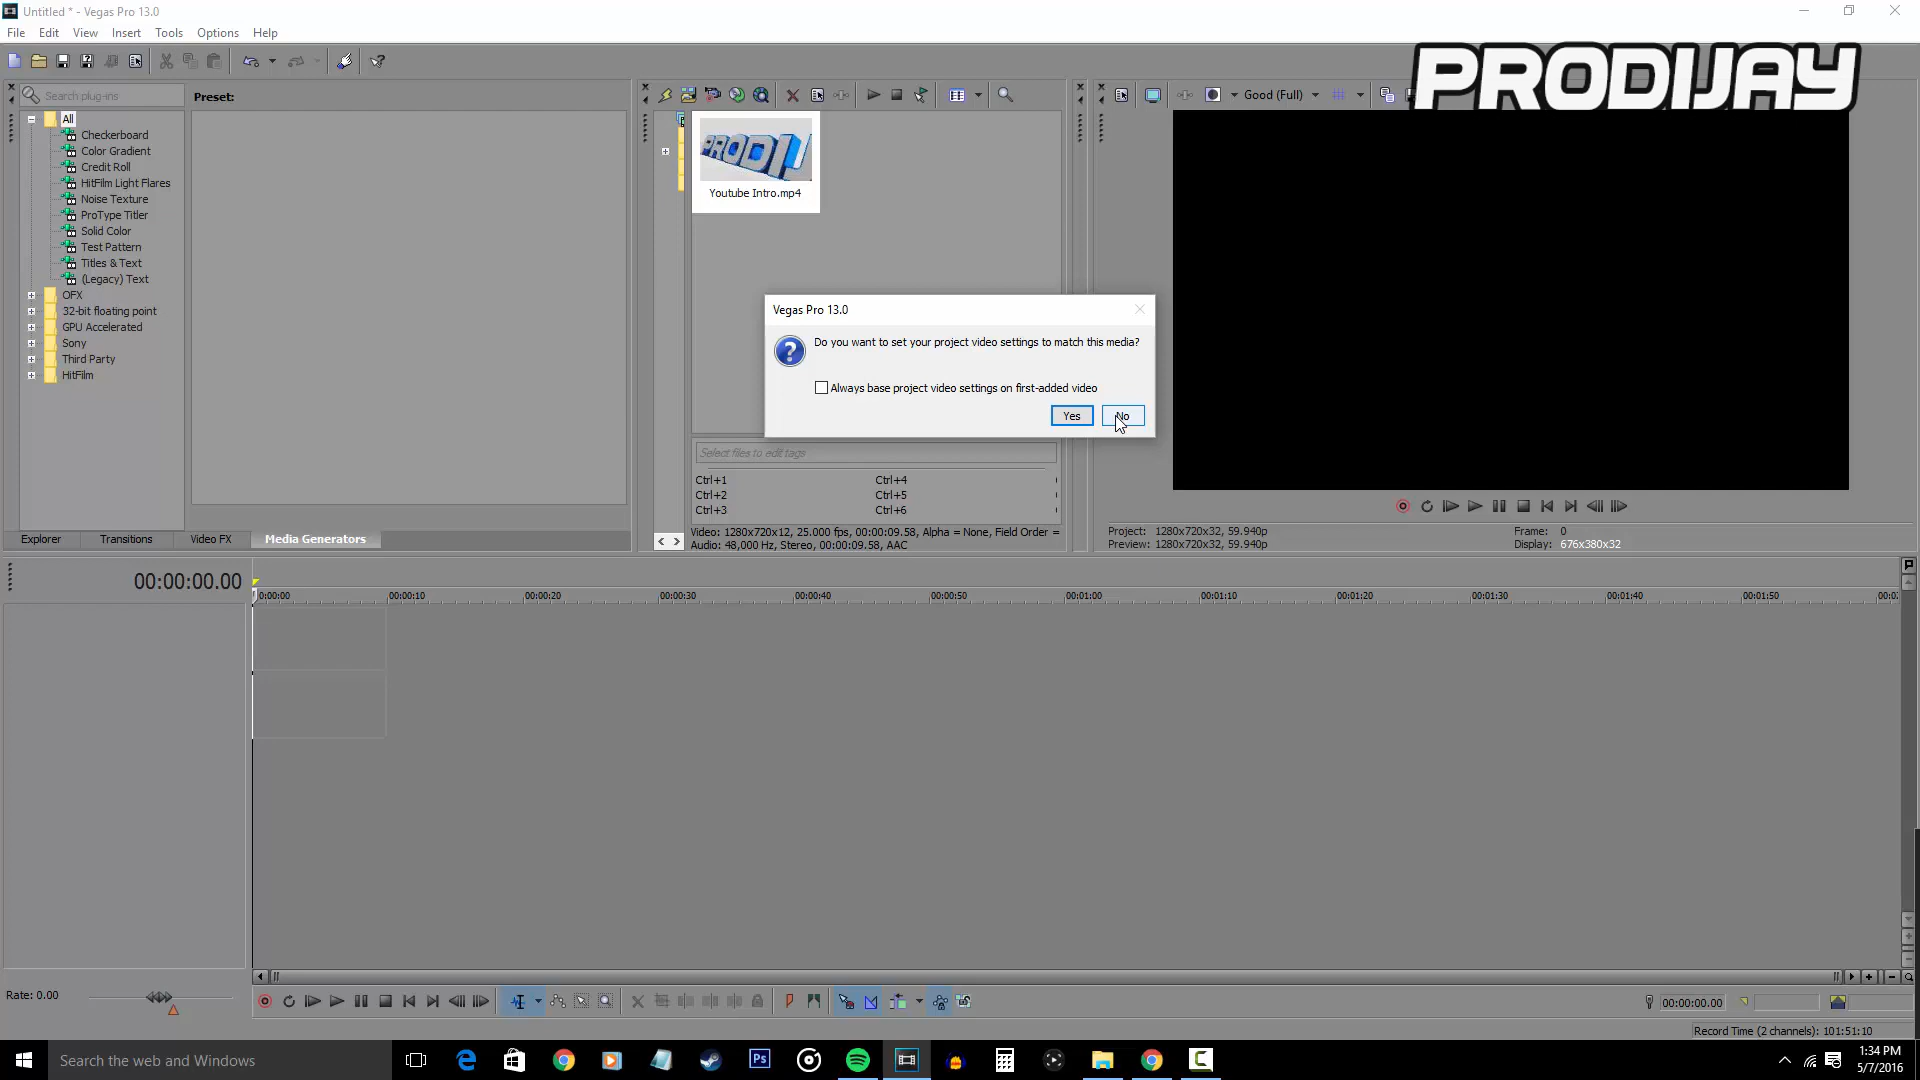 Untitled * - Vegas Pro 13.0
File Edit View Insert Tools Options Help
PRODIJAY
Search plug-ins
Preset:
Good (Full)
All
Checkerboard
Color Gradient
Credit Roll
HitFilm Light Flares
Noise Texture
ProType Titler
Solid Color
Test Pattern
Titles & Text
(Legacy) Text
OFX
32-bit floating point
GPU Accelerated
Sony
Third Party
HitFilm
PRODI
Youtube Intro.mp4
Vegas Pro 13.0
Do you want to set your project video settings to match this media?
Always base project video settings on first-added video
Yes No
Select files to edit tags
Ctrl+1 Ctrl+4
Ctrl+2 Ctrl+5
Ctrl+3 Ctrl+6
Video: 1280x720x12, 25.000 fps, 00:00:09.58, Alpha = None, Field Order =
Audio: 48,000 Hz, Stereo, 00:00:09.58, AAC
Project: 1280x720x32, 59.940p Frame: 0
Preview: 1280x720x32, 59.940p Display: 676x380x32
Explorer Transitions Video FX Media Generators
00:00:00.00
0:00:00 00:00:10 00:00:20 00:00:30 00:00:40 00:00:50 00:01:00 00:01:10 00:01:20 00:01:30 00:01:40 00:01:50
Rate: 0.00
00:00:00.00
Record Time (2 channels): 101:51:10
Search the web and Windows
Ps
1:34 PM
5/7/2016